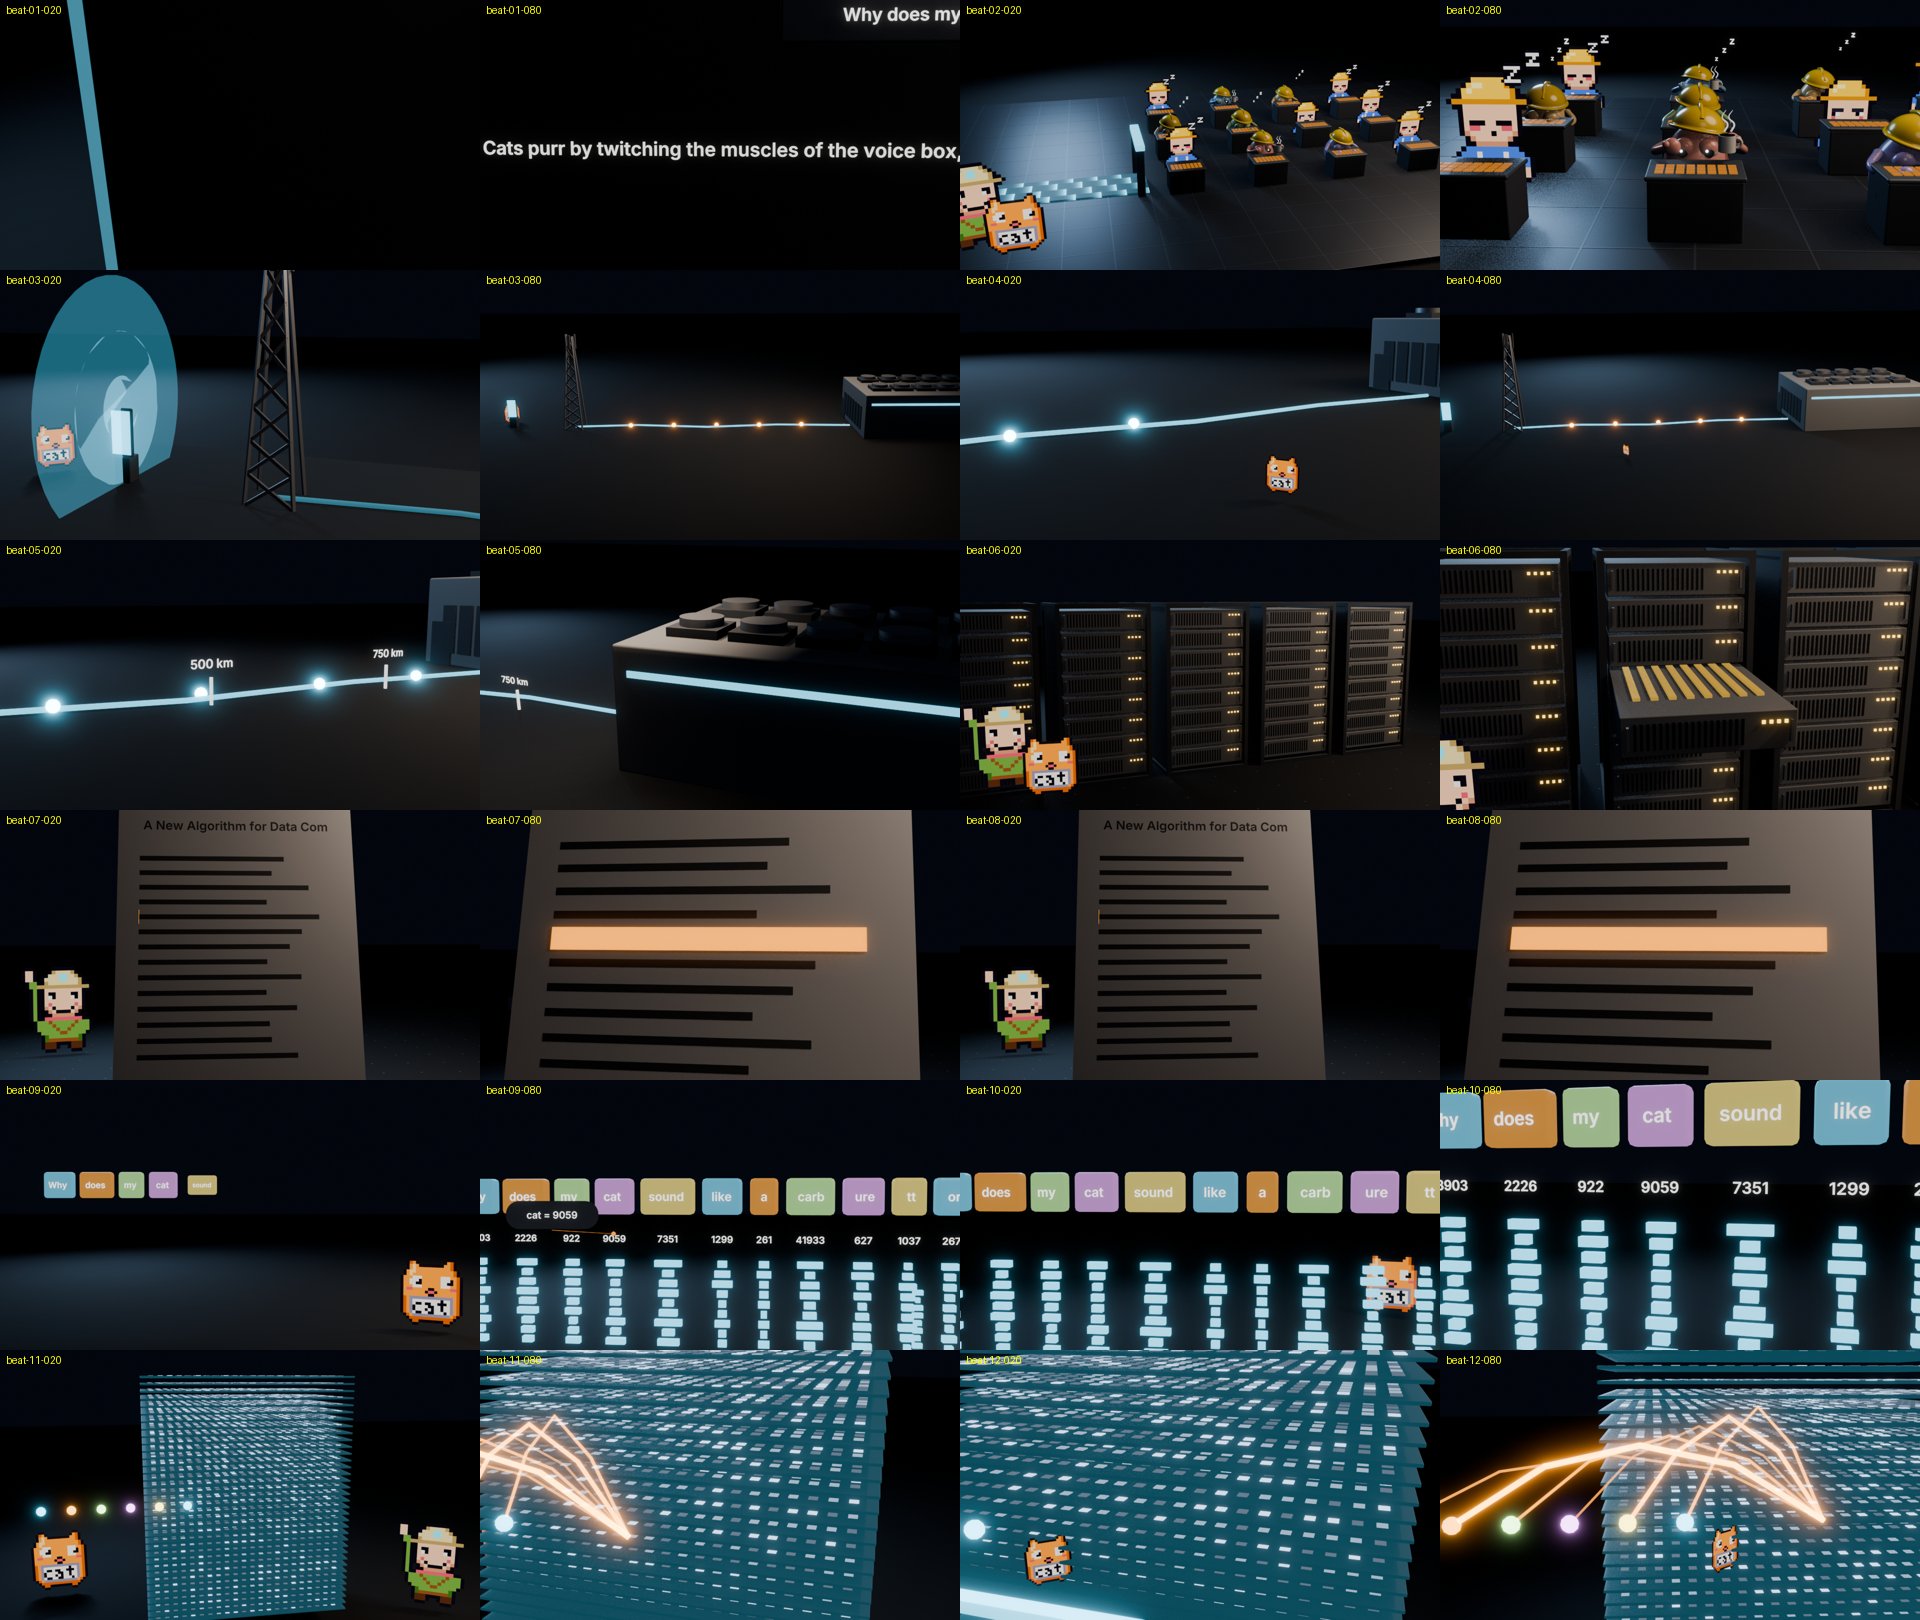 beat-01-020
beat-01-080
Why does my
Cats purr by twitching the muscles of the voice box,
beat-02-020
cat
beat-02-080
beat-03-020
cat
beat-03-080
beat-04-020
cat
beat-04-080
beat-05-020
500 km
750 km
beat-05-080
750 km
beat-06-020
cat
beat-06-080
beat-07-020
A New Algorithm for Data Com
beat-07-080
beat-08-020
A New Algorithm for Data Com
beat-08-080
beat-09-020
Why does my cat sound
cat
beat-09-080
y does my cat sound like a carb ure tt or
cat = 9059
03 2226 922 9059 7351 1299 261 41933 627 1037 267
beat-10-020
does my cat sound like a carb ure tt
cat
beat-10-080
hy does my cat sound like
3903 2226 922 9059 7351 1299 2
beat-11-020
cat
beat-11-080
beat-12-020
cat
beat-12-080
cat